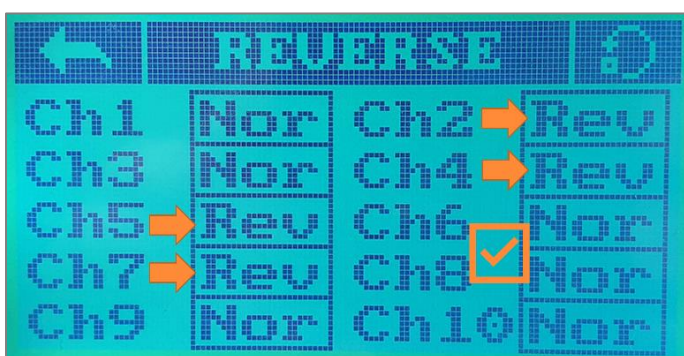 REVERSE
Ch1 Nor Ch2 Rev
Ch3 Nor Ch4 Rev
Ch5 Rev Ch6 Nor
Ch7 Rev Ch8 Nor
Ch9 Nor Ch10 Nor